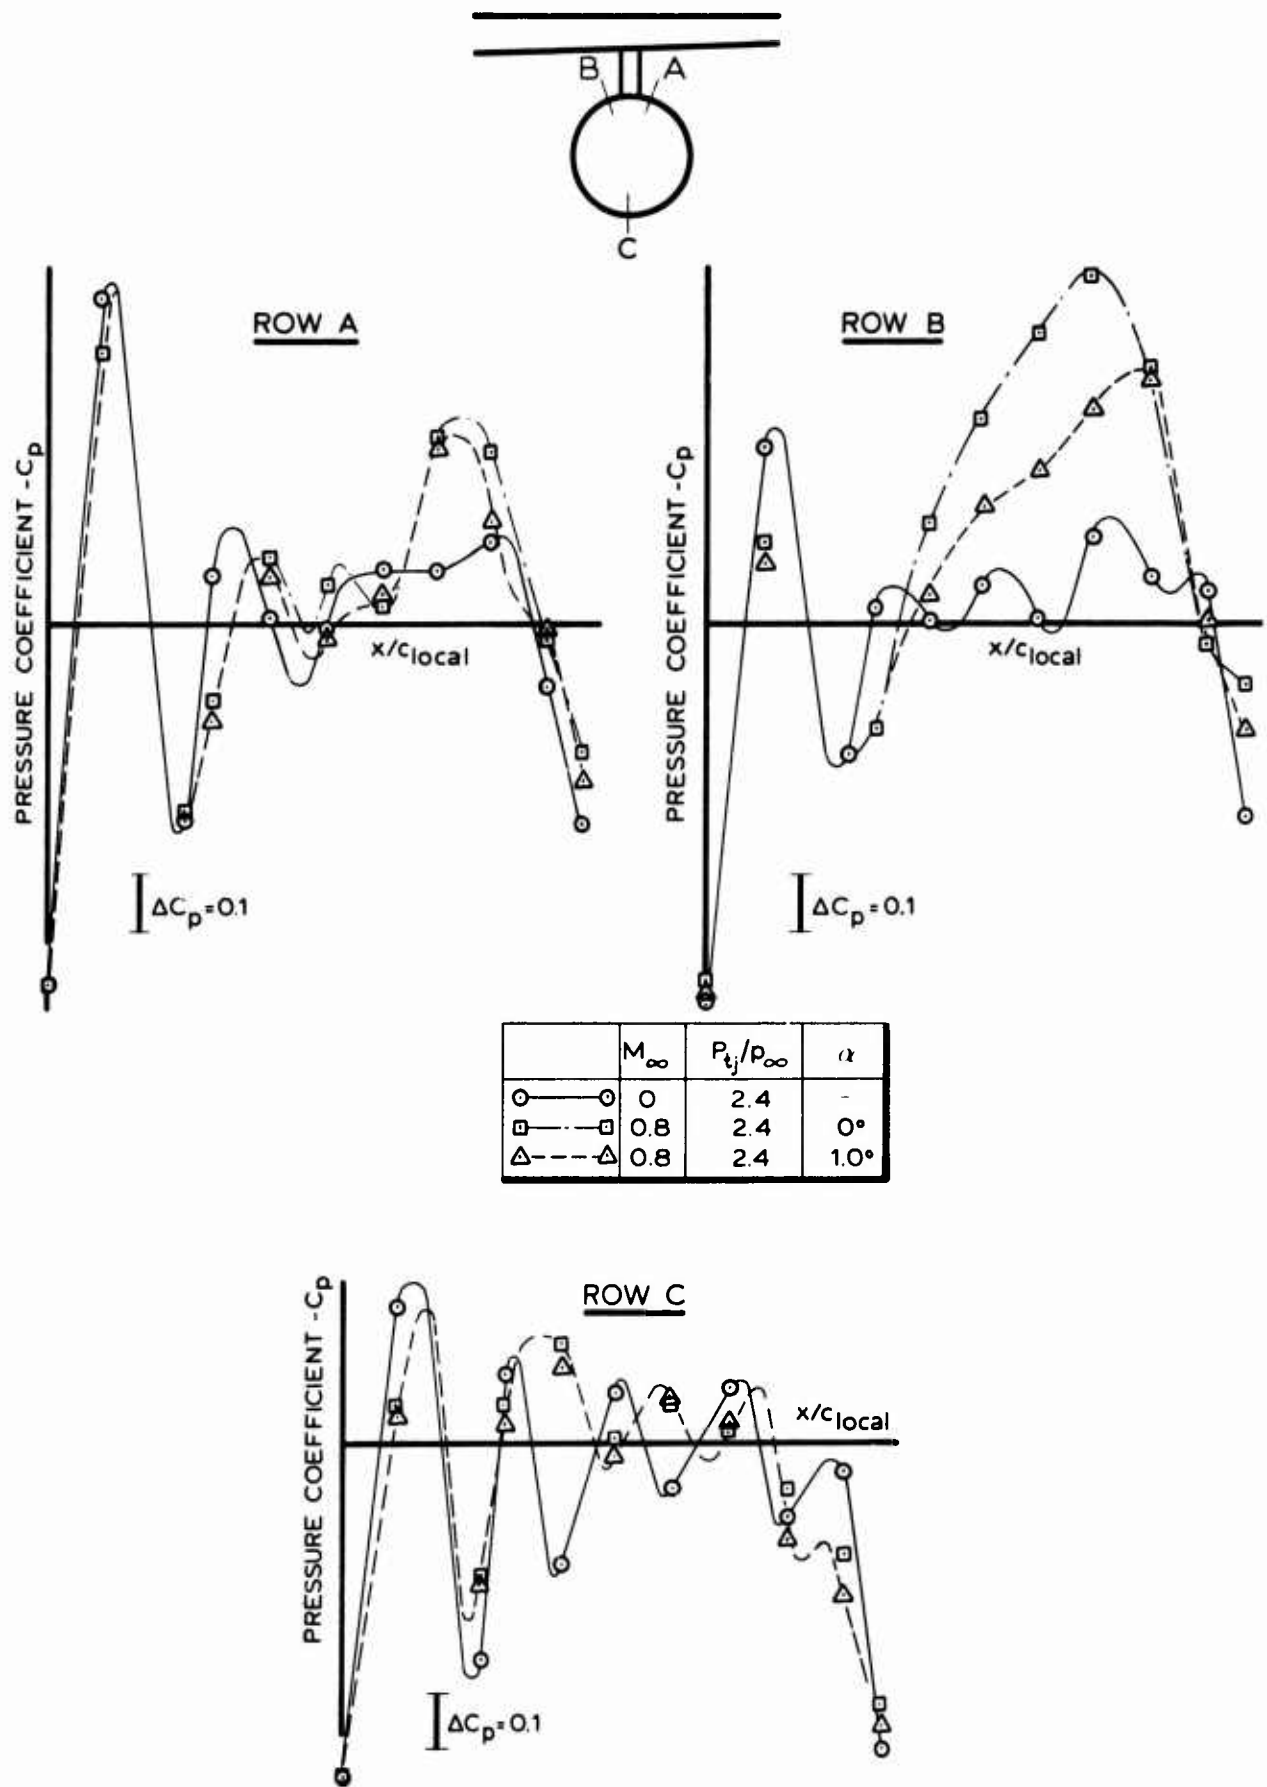 B A
C
ROW A
PRESSURE COEFFICIENT -Cp
x/clocal
ΔCp=0.1
ROW B
PRESSURE COEFFICIENT -Cp
x/clocal
ΔCp=0.1
M∞ Ptj/p∞ α
0 2.4 -
0.8 2.4 0°
0.8 2.4 1.0°
ROW C
PRESSURE COEFFICIENT -Cp
x/clocal
ΔCp=0.1